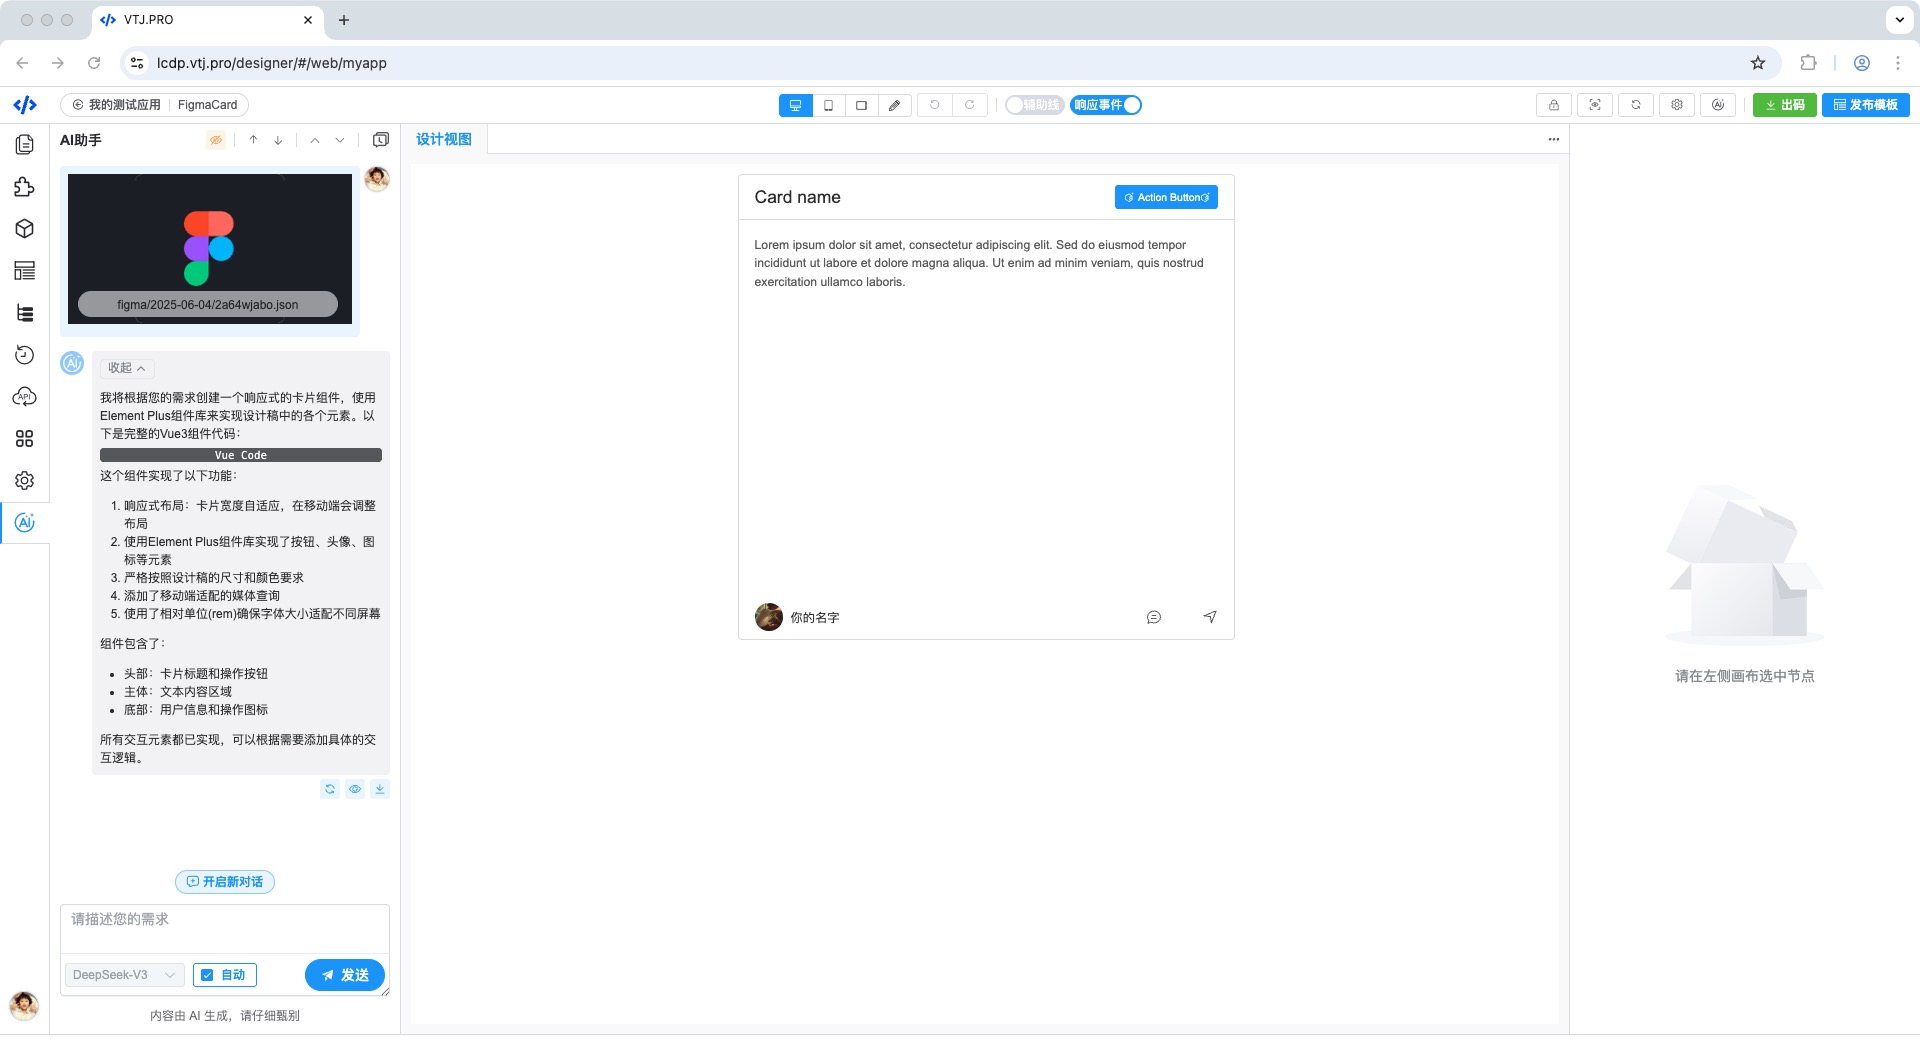 VTJ.PRO
lcdp.vtj.pro/designer/#/web/myapp
我的测试应用
FigmaCard
辅助线
响应事件
出码
发布模板
AI助手
设计视图
figma/2025-06-04/2a64wjabo.json
收起
我将根据您的需求创建一个响应式的卡片组件，使用
Element Plus组件库来实现设计稿中的各个元素。以
下是完整的Vue3组件代码：
Vue Code
这个组件实现了以下功能：
1. 响应式布局：卡片宽度自适应，在移动端会调整
布局
2. 使用Element Plus组件库实现了按钮、头像、图
标等元素
3. 严格按照设计稿的尺寸和颜色要求
4. 添加了移动端适配的媒体查询
5. 使用了相对单位(rem)确保字体大小适配不同屏幕
组件包含了：
• 头部：卡片标题和操作按钮
• 主体：文本内容区域
• 底部：用户信息和操作图标
所有交互元素都已实现，可以根据需要添加具体的交
互逻辑。
开启新对话
请描述您的需求
DeepSeek-V3
自动
发送
内容由 AI 生成，请仔细甄别
Card name
Action Button
Lorem ipsum dolor sit amet, consectetur adipiscing elit. Sed do eiusmod tempor
incididunt ut labore et dolore magna aliqua. Ut enim ad minim veniam, quis nostrud
exercitation ullamco laboris.
你的名字
请在左侧画布选中节点
API
AI
AI
AI